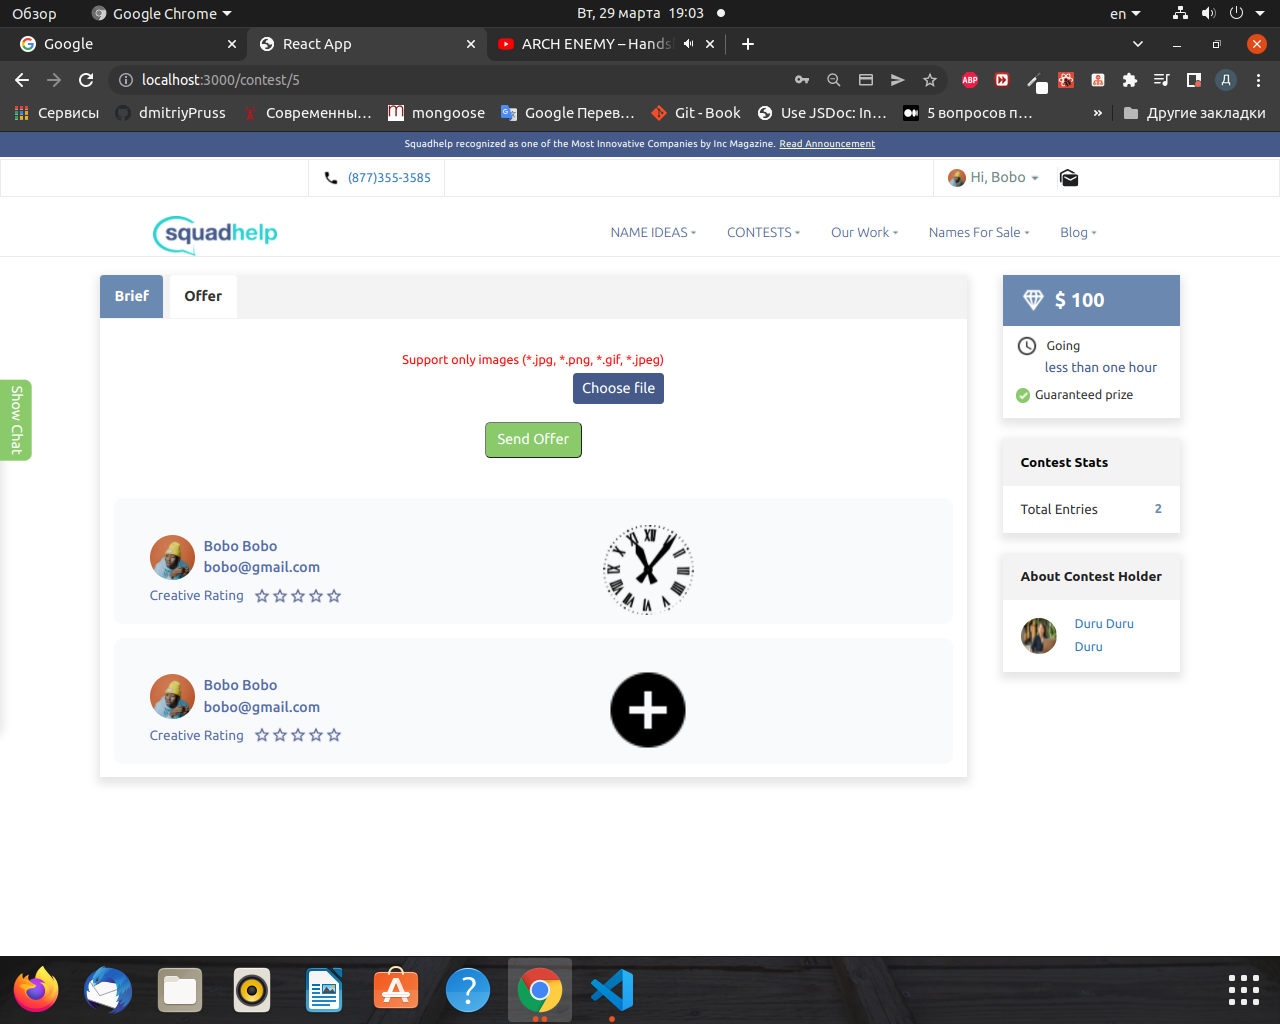 Обзор
Google Chrome
Вт, 29 марта 19:03
en
Google
React App
ARCH ENEMY – Hands
localhost:3000/contest/5
ABP
Д
Сервисы
dmitriyPruss
Современны...
mongoose
Google Перев...
Git - Book
Use JSDoc: In...
5 вопросов п...
»
Другие закладки
Squadhelp recognized as one of the Most Innovative Companies by Inc Magazine. Read Announcement
(877)355-3585
Hi, Bobo
squadhelp
NAME IDEAS
CONTESTS
Our Work
Names For Sale
Blog
Brief
Offer
Support only images (*.jpg, *.png, *.gif, *.jpeg)
Choose file
Send Offer
Show Chat
Bobo Bobo
bobo@gmail.com
Creative Rating
Bobo Bobo
bobo@gmail.com
Creative Rating
$ 100
Going
less than one hour
Guaranteed prize
Contest Stats
Total Entries 2
About Contest Holder
Duru Duru
Duru